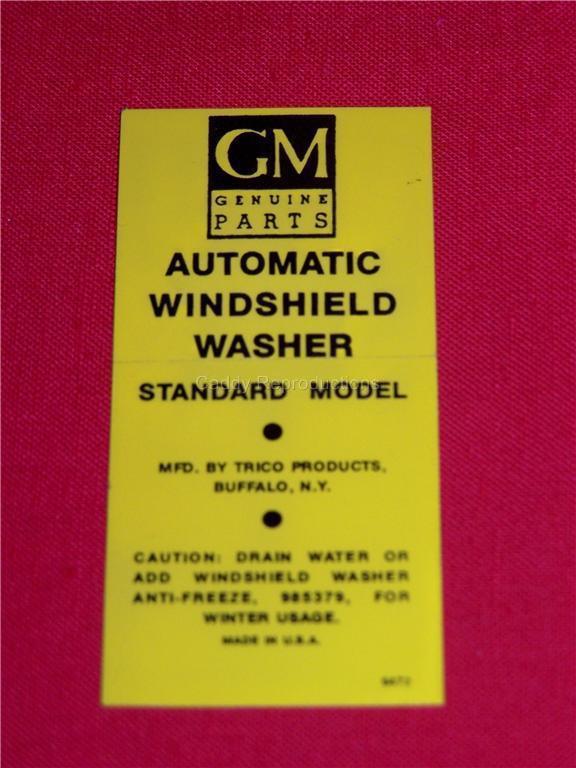 GM
GENUINE
PARTS
AUTOMATIC
WINDSHIELD
WASHER
Caddy Reproductions
STANDARD MODEL
MFD. BY TRICO PRODUCTS,
BUFFALO, N.Y.
CAUTION: DRAIN WATER OR
ADD WINDSHIELD WASHER
ANTI-FREEZE, 985379, FOR
WINTER USAGE.
MADE IN U.S.A.